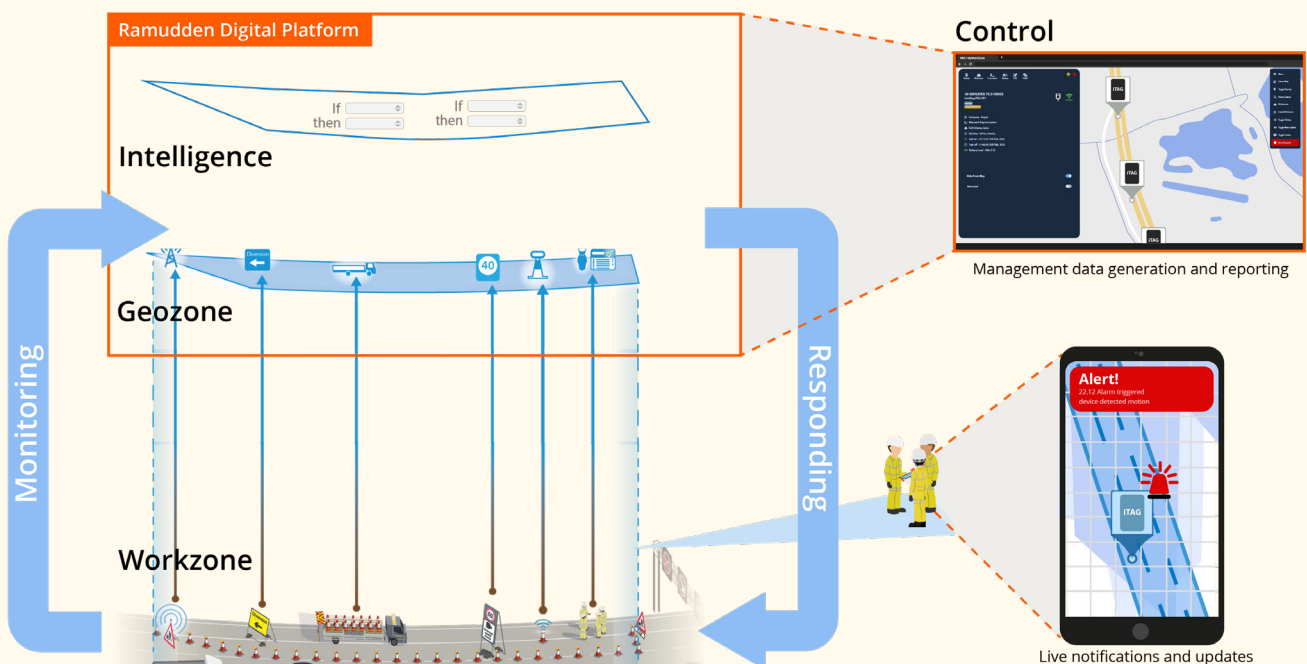 Ramudden Digital Platform
If
then
If
then
Intelligence
Diversion
40
Geozone
Workzone
Monitoring
Responding
Control
iTAG
iTAG
iTAG
Management data generation and reporting
Alert!
22.12 Alarm triggered
device detected motion
iTAG
Live notifications and updates